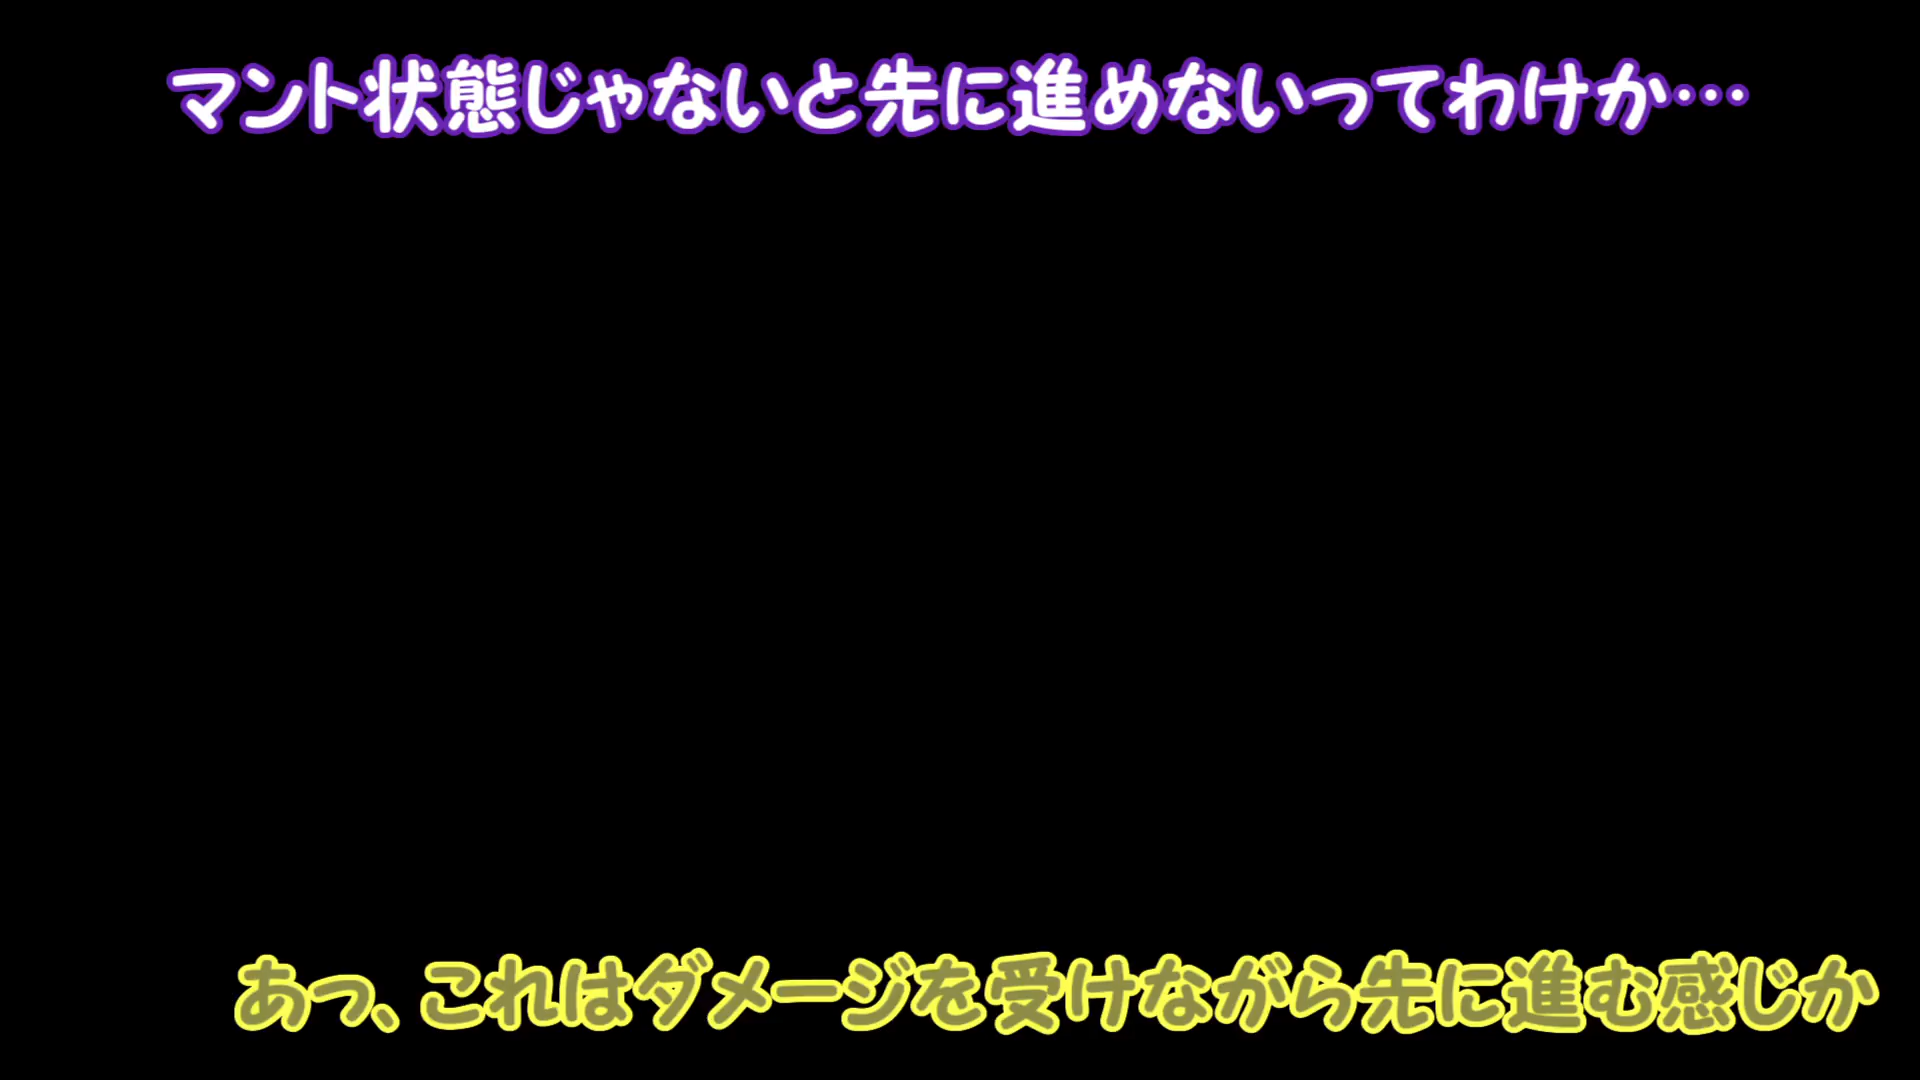 マント状態じゃないと先に進めないってわけか…
あっ、これはダメージを受けながら先に進む感じか